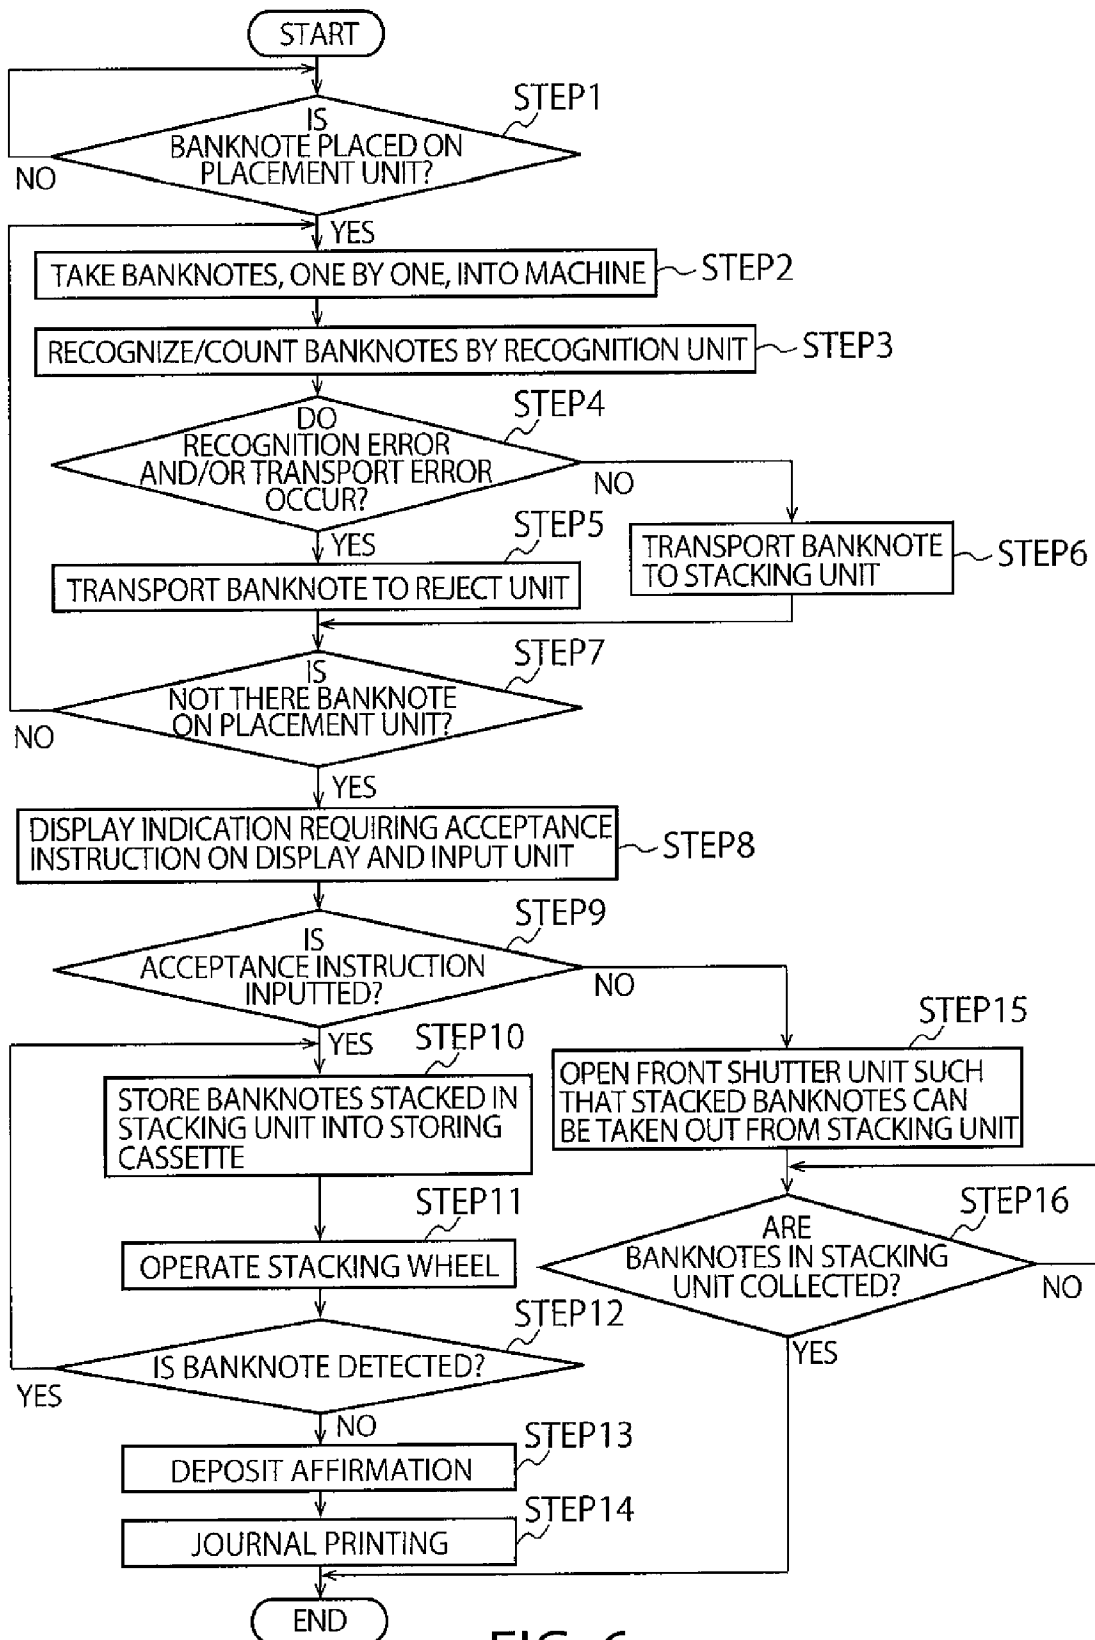 START
STEP1
IS
BANKNOTE PLACED ON
PLACEMENT UNIT?
NO
YES
TAKE BANKNOTES, ONE BY ONE, INTO MACHINE
STEP2
RECOGNIZE/COUNT BANKNOTES BY RECOGNITION UNIT
STEP3
STEP4
DO
RECOGNITION ERROR
AND/OR TRANSPORT ERROR
OCCUR?
NO
YES
STEP5
TRANSPORT BANKNOTE TO REJECT UNIT
TRANSPORT BANKNOTE
TO STACKING UNIT
STEP6
STEP7
IS
NOT THERE BANKNOTE
ON PLACEMENT UNIT?
NO
YES
DISPLAY INDICATION REQUIRING ACCEPTANCE
INSTRUCTION ON DISPLAY AND INPUT UNIT
STEP8
STEP9
IS
ACCEPTANCE INSTRUCTION
INPUTTED?
NO
YES
STEP10
STORE BANKNOTES STACKED IN
STACKING UNIT INTO STORING
CASSETTE
STEP15
OPEN FRONT SHUTTER UNIT SUCH
THAT STACKED BANKNOTES CAN
BE TAKEN OUT FROM STACKING UNIT
STEP11
OPERATE STACKING WHEEL
STEP16
ARE
BANKNOTES IN STACKING
UNIT COLLECTED?
NO
YES
STEP12
IS BANKNOTE DETECTED?
YES
NO
STEP13
DEPOSIT AFFIRMATION
STEP14
JOURNAL PRINTING
END
FIG. 6